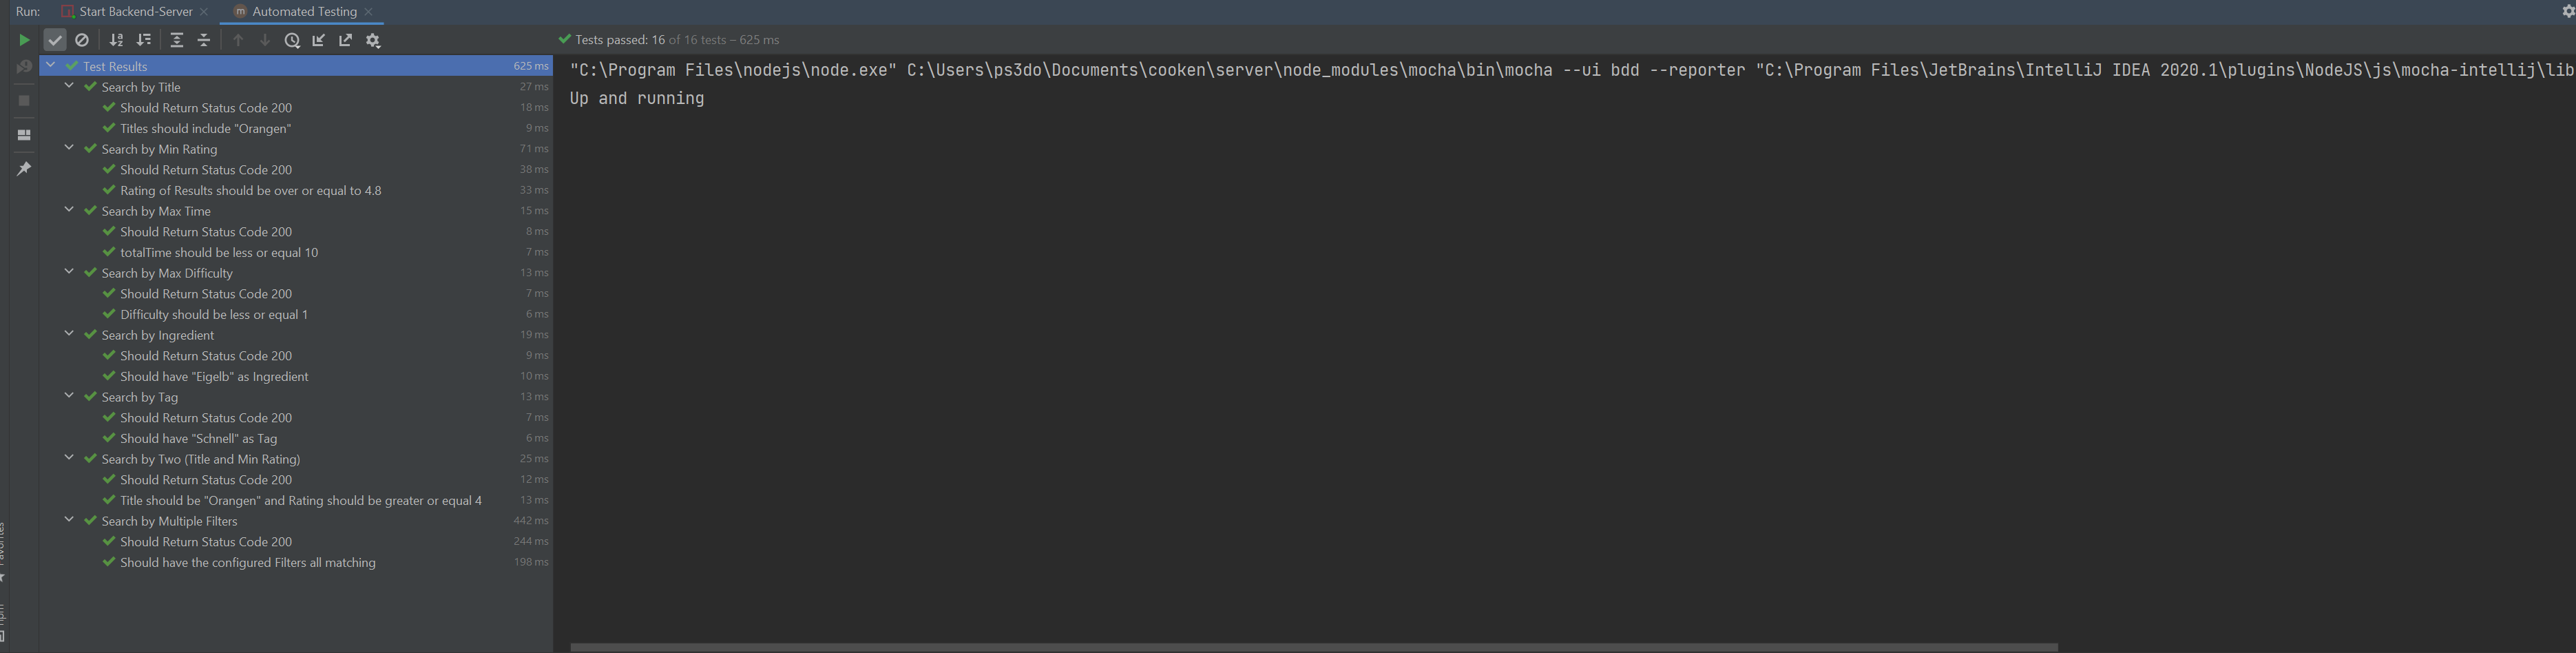 Run: Start Backend-Server Automated Testing
Tests passed: 16 of 16 tests – 625 ms
Test Results 625 ms
Search by Title 27 ms
Should Return Status Code 200 18 ms
Titles should include "Orangen" 9 ms
Search by Min Rating 71 ms
Should Return Status Code 200 38 ms
Rating of Results should be over or equal to 4.8 33 ms
Search by Max Time 15 ms
Should Return Status Code 200 8 ms
totalTime should be less or equal 10 7 ms
Search by Max Difficulty 13 ms
Should Return Status Code 200 7 ms
Difficulty should be less or equal 1 6 ms
Search by Ingredient 19 ms
Should Return Status Code 200 9 ms
Should have "Eigelb" as Ingredient 10 ms
Search by Tag 13 ms
Should Return Status Code 200 7 ms
Should have "Schnell" as Tag 6 ms
Search by Two (Title and Min Rating) 25 ms
Should Return Status Code 200 12 ms
Title should be "Orangen" and Rating should be greater or equal 4 13 ms
Search by Multiple Filters 442 ms
Should Return Status Code 200 244 ms
Should have the configured Filters all matching 198 ms
"C:\Program Files\nodejs\node.exe" C:\Users\ps3do\Documents\cooken\server\node_modules\mocha\bin\mocha --ui bdd --reporter "C:\Program Files\JetBrains\IntelliJ IDEA 2020.1\plugins\NodeJS\js\mocha-intellij\lib
Up and running